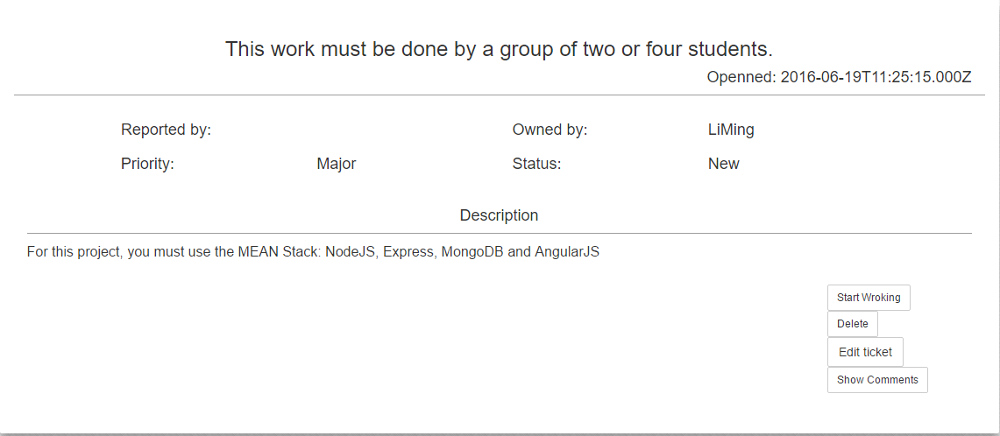 This work must be done by a group of two or four students.
Openned: 2016-06-19T11:25:15.000Z
Reported by: Owned by: LiMing
Priority: Major Status: New
Description
For this project, you must use the MEAN Stack: NodeJS, Express, MongoDB and AngularJS
Start Wroking
Delete
Edit ticket
Show Comments